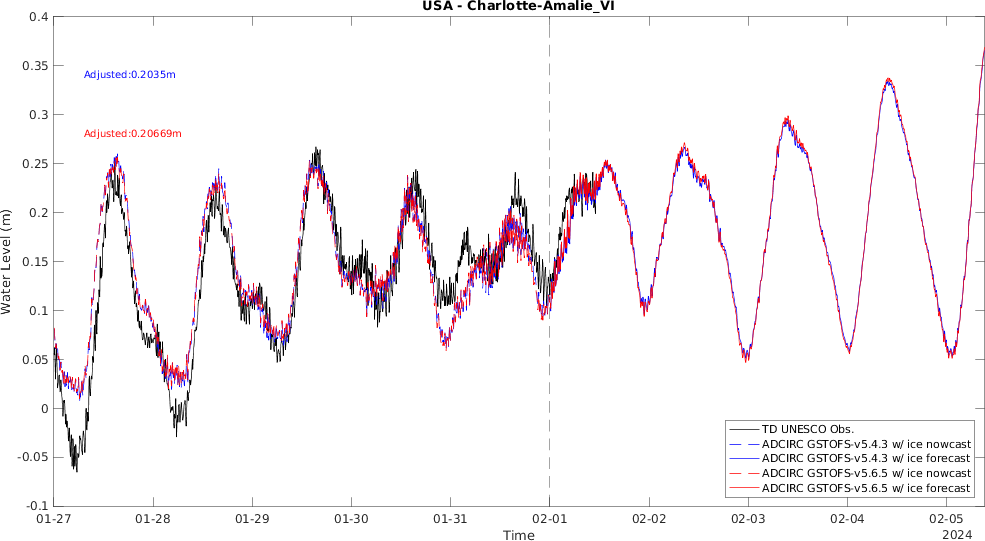 USA - Charlotte-Amalie_VI
Adjusted:0.2035m
Adjusted:0.20669m
Water Level (m)
0.4
0.35
0.3
0.25
0.2
0.15
0.1
0.05
0
-0.05
-0.1
TD UNESCO Obs.
ADCIRC GSTOFS-v5.4.3 w/ ice nowcast
ADCIRC GSTOFS-v5.4.3 w/ ice forecast
ADCIRC GSTOFS-v5.6.5 w/ ice nowcast
ADCIRC GSTOFS-v5.6.5 w/ ice forecast
01-27 01-28 01-29 01-30 01-31 02-01 02-02 02-03 02-04 02-05
Time
2024